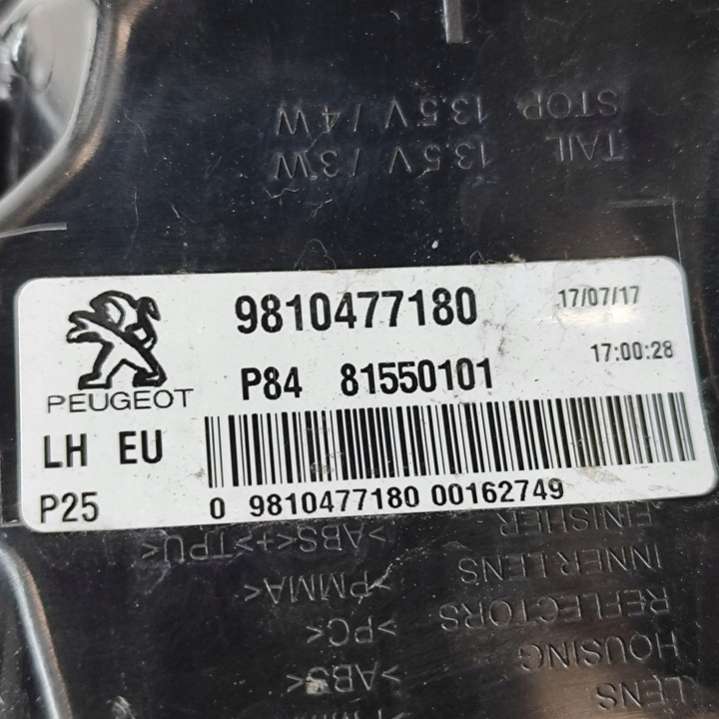 TAIL 13.5V / 3W
STOP 13.5V / 4W
PEUGEOT
9810477180
17/07/17
P84 81550101
17:00:28
LH EU
P25
0 9810477180 00162749
FINISHER >ABS<+>TPU<
INNER LENS >PMMA<
REFLECTORS >PC<
HOUSING >ABS<
LENS